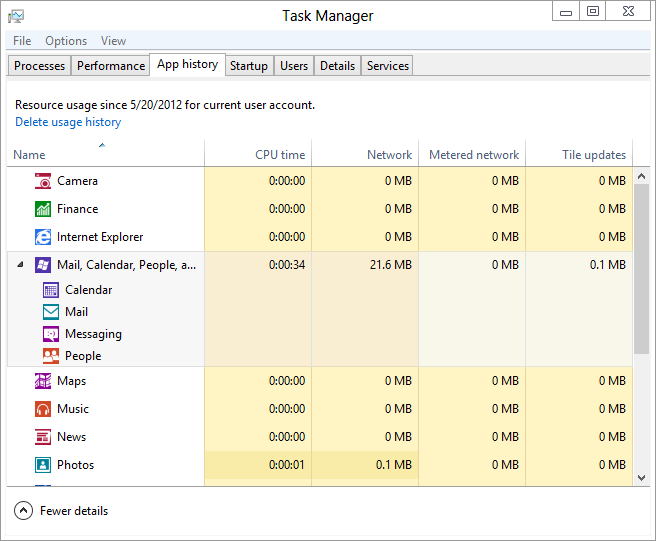 Task Manager
File Options View
Processes Performance App history Startup Users Details Services
Resource usage since 5/20/2012 for current user account.
Delete usage history
Name CPU time Network Metered network Tile updates
Camera 0:00:00 0 MB 0 MB 0 MB
Finance 0:00:00 0 MB 0 MB 0 MB
Internet Explorer 0:00:00 0 MB 0 MB 0 MB
Mail, Calendar, People, a... 0:00:34 21.6 MB 0 MB 0.1 MB
Calendar
Mail
Messaging
People
Maps 0:00:00 0 MB 0 MB 0 MB
Music 0:00:00 0 MB 0 MB 0 MB
News 0:00:00 0 MB 0 MB 0 MB
Photos 0:00:01 0.1 MB 0 MB 0 MB
Fewer details